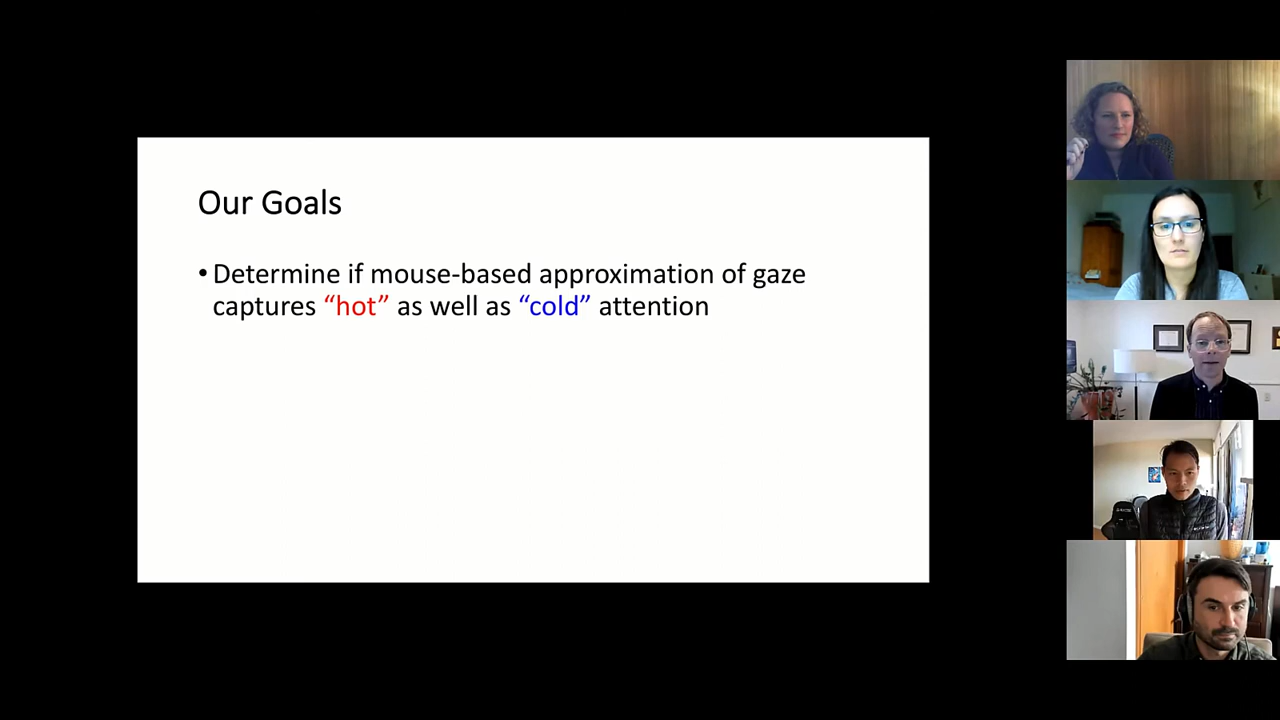 Our Goals
• Determine if mouse-based approximation of gaze
captures “hot” as well as “cold” attention